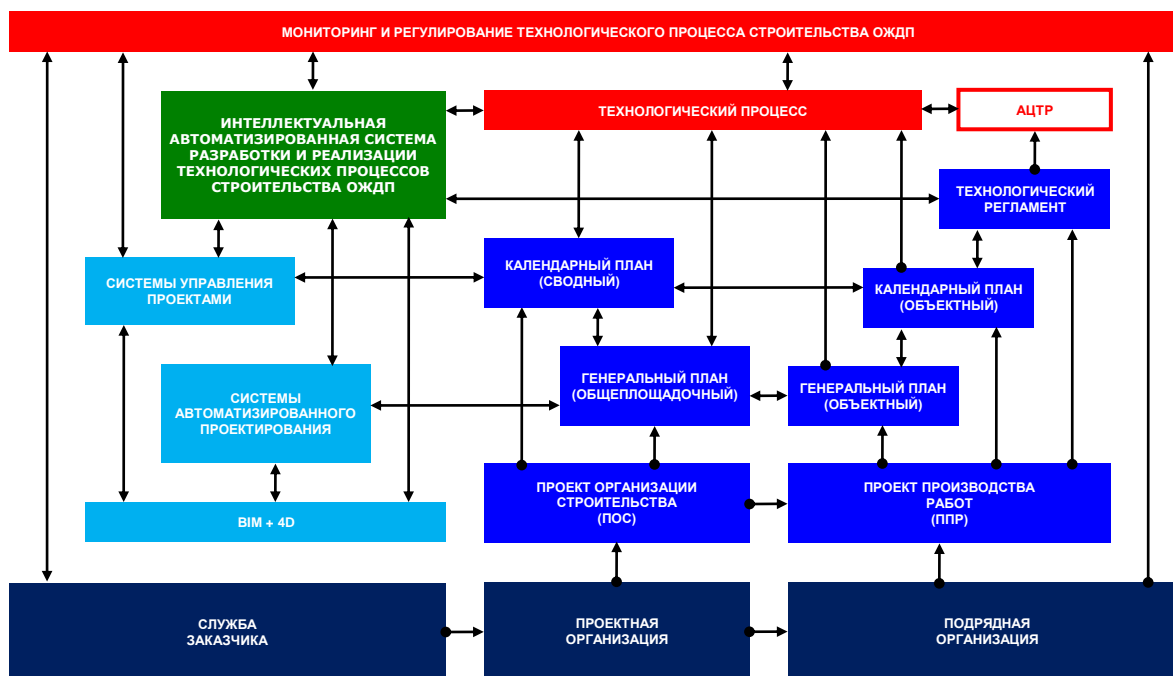 МОНИТОРИНГ И РЕГУЛИРОВАНИЕ ТЕХНОЛОГИЧЕСКОГО ПРОЦЕССА СТРОИТЕЛЬСТВА ОЖДП
ИНТЕЛЛЕКТУАЛЬНАЯ
АВТОМАТИЗИРОВАННАЯ СИСТЕМА
РАЗРАБОТКИ И РЕАЛИЗАЦИИ
ТЕХНОЛОГИЧЕСКИХ ПРОЦЕССОВ
СТРОИТЕЛЬСТВА ОЖДП
ТЕХНОЛОГИЧЕСКИЙ ПРОЦЕСС
АЦТР
ТЕХНОЛОГИЧЕСКИЙ
РЕГЛАМЕНТ
СИСТЕМЫ УПРАВЛЕНИЯ
ПРОЕКТАМИ
КАЛЕНДАРНЫЙ ПЛАН
(СВОДНЫЙ)
КАЛЕНДАРНЫЙ ПЛАН
(ОБЪЕКТНЫЙ)
СИСТЕМЫ
АВТОМАТИЗИРОВАННОГО
ПРОЕКТИРОВАНИЯ
ГЕНЕРАЛЬНЫЙ ПЛАН
(ОБЩЕПЛОЩАДОЧНЫЙ)
ГЕНЕРАЛЬНЫЙ ПЛАН
(ОБЪЕКТНЫЙ)
BIM + 4D
ПРОЕКТ ОРГАНИЗАЦИИ
СТРОИТЕЛЬСТВА
(ПОС)
ПРОЕКТ ПРОИЗВОДСТВА
РАБОТ
(ППР)
СЛУЖБА
ЗАКАЗЧИКА
ПРОЕКТНАЯ
ОРГАНИЗАЦИЯ
ПОДРЯДНАЯ
ОРГАНИЗАЦИЯ